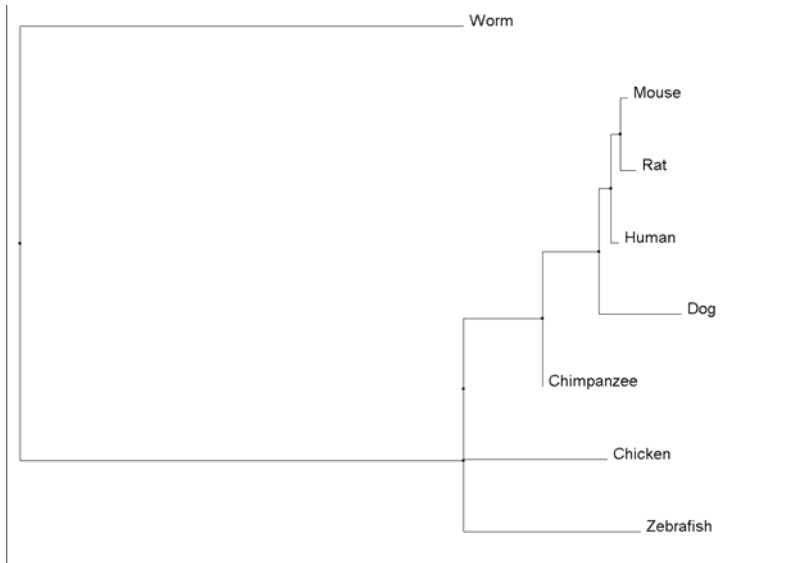 Worm
Mouse
Rat
Human
Dog
Chimpanzee
Chicken
Zebrafish